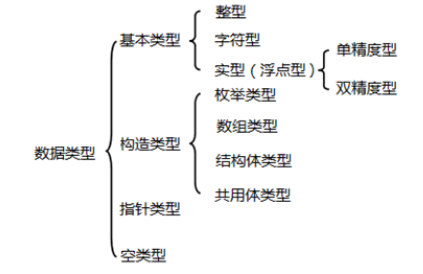 整型
基本类型
字符型
单精度型
实型（浮点型）
双精度型
枚举类型
数组类型
数据类型
构造类型
结构体类型
共用体类型
指针类型
空类型